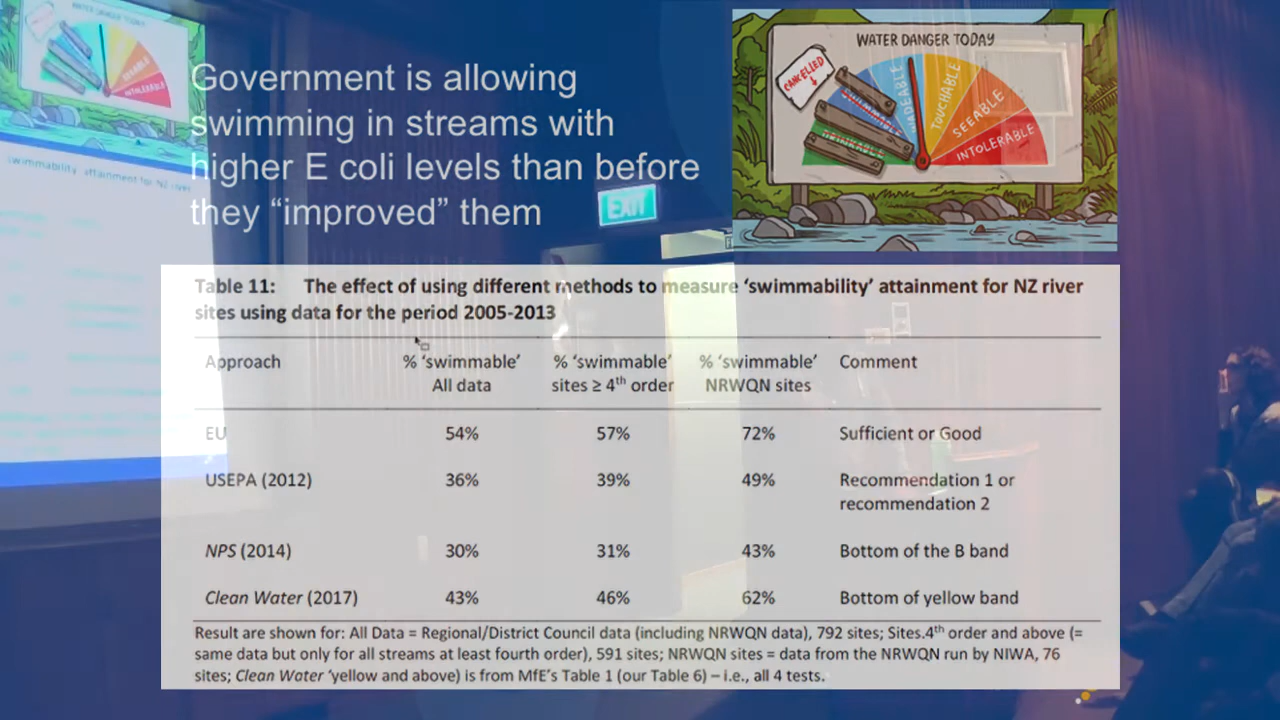 Government is allowing
swimming in streams with
higher E coli levels than before
they “improved” them
WATER DANGER TODAY
CANCELLED
WADEABLE
TOUCHABLE
SEEABLE
INTOLERABLE
EXIT
Table 11: The effect of using different methods to measure ‘swimmability’ attainment for NZ river
sites using data for the period 2005-2013
Approach % ‘swimmable’ All data % ‘swimmable’ sites ≥ 4th order % ‘swimmable’ NRWQN sites Comment
EU 54% 57% 72% Sufficient or Good
USEPA (2012) 36% 39% 49% Recommendation 1 or
recommendation 2
NPS (2014) 30% 31% 43% Bottom of the B band
Clean Water (2017) 43% 46% 62% Bottom of yellow band
Result are shown for: All Data = Regional/District Council data (including NRWQN data), 792 sites; Sites.4th order and above (=
same data but only for all streams at least fourth order), 591 sites; NRWQN sites = data from the NRWQN run by NIWA, 76
sites; Clean Water ‘yellow and above) is from MfE’s Table 1 (our Table 6) – i.e., all 4 tests.